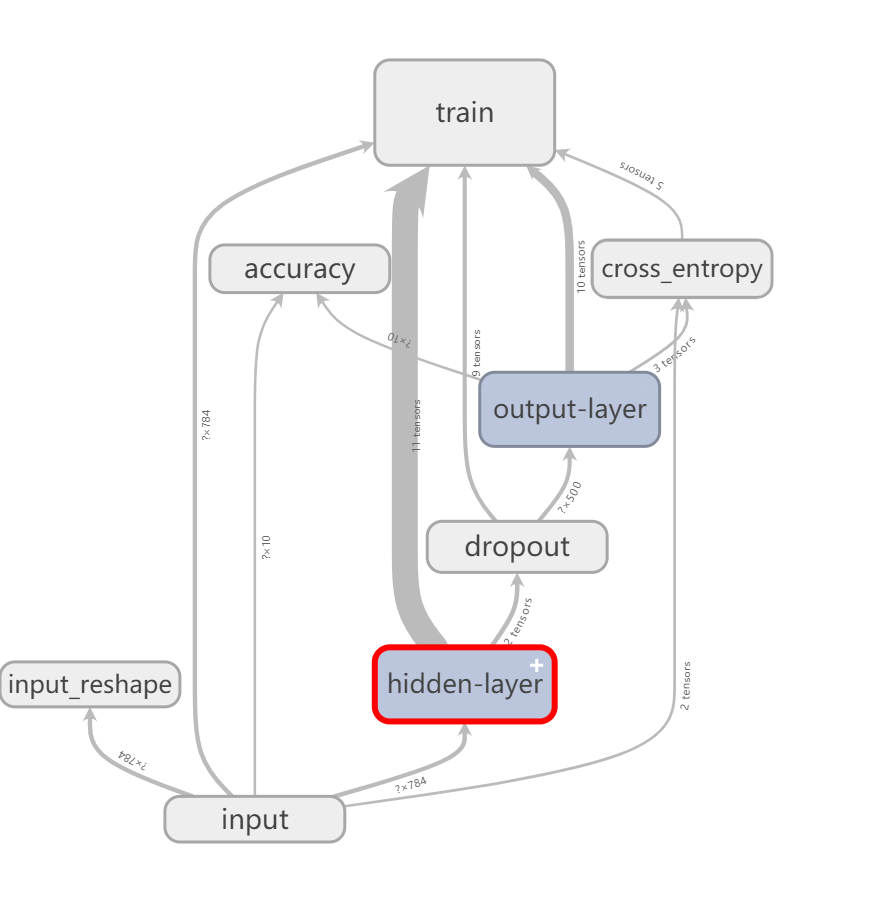 train
5 tensors
accuracy
cross_entropy
10 tensors
?×10
9 tensors
3 tensors
output-layer
?×784
11 tensors
?×500
?×10
dropout
2 tensors
hidden-layer
+
input_reshape
2 tensors
?×784
?×784
input